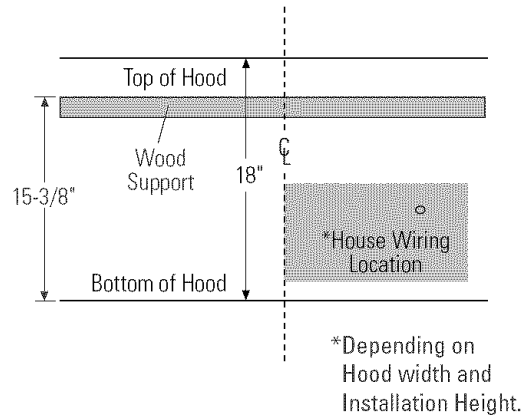 Top of Hood
℄
Wood
Support
18"
15-3/8"
*House Wiring
Location
Bottom of Hood
*Depending on
Hood width and
Installation Height.